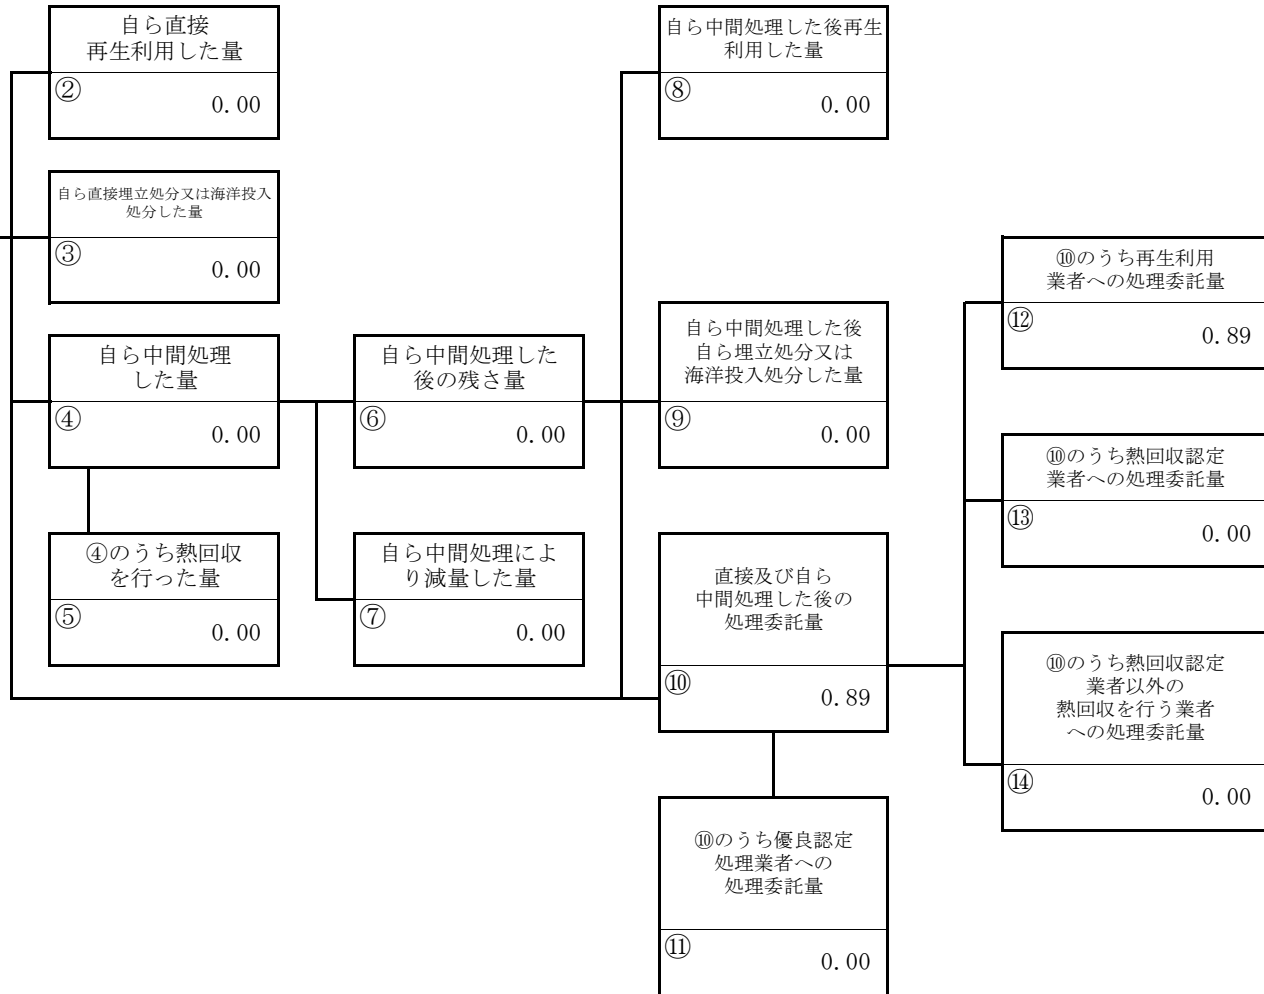 自ら直接
再生利用した量
②
0.00
自ら直接埋立処分又は海洋投入
処分した量
③
0.00
自ら中間処理
した量
④
0.00
④のうち熱回収
を行った量
⑤
0.00
自ら中間処理した
後の残さ量
⑥
0.00
自ら中間処理によ
り減量した量
⑦
0.00
自ら中間処理した後再生
利用した量
⑧
0.00
自ら中間処理した後
自ら埋立処分又は
海洋投入処分した量
⑨
0.00
直接及び自ら
中間処理した後の
処理委託量
⑩
0.89
⑩のうち優良認定
処理業者への
処理委託量
⑪
0.00
⑩のうち再生利用
業者への処理委託量
⑫
0.89
⑩のうち熱回収認定
業者への処理委託量
⑬
0.00
⑩のうち熱回収認定
業者以外の
熱回収を行う業者
への処理委託量
⑭
0.00